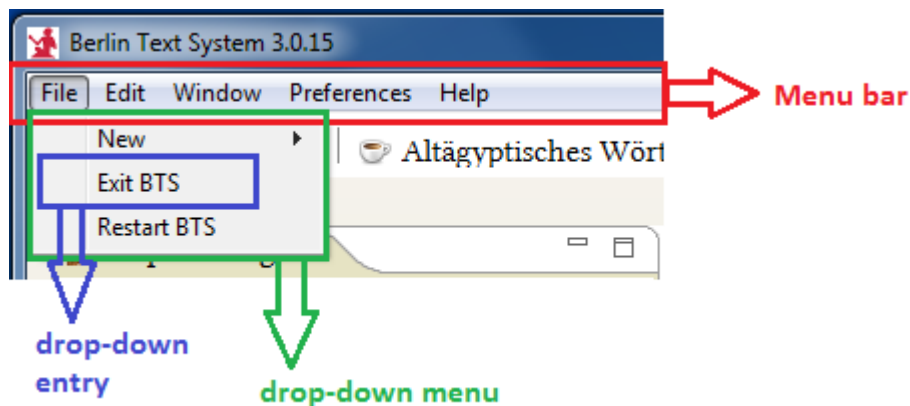 Berlin Text System 3.0.15
File Edit Window Preferences Help
Menu bar
New
Altägyptisches Wört
Exit BTS
Restart BTS
drop-down
entry
drop-down menu